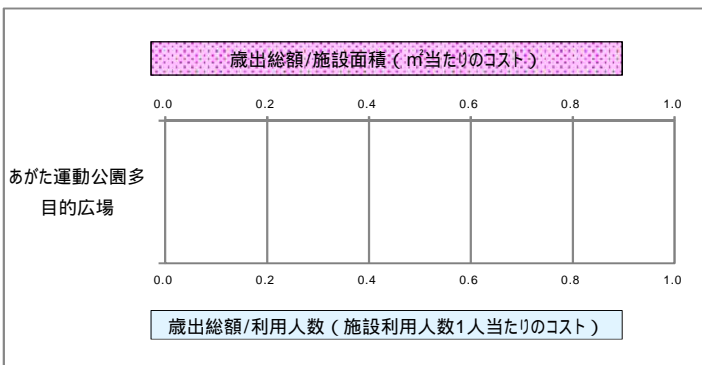 歳出総額/施設面積(㎡当たりのコスト)
0.0 0.2 0.4 0.6 0.8 1.0
あがた運動公園多
目的広場
0.0 0.2 0.4 0.6 0.8 1.0
歳出総額/利用人数(施設利用人数1人当たりのコスト)